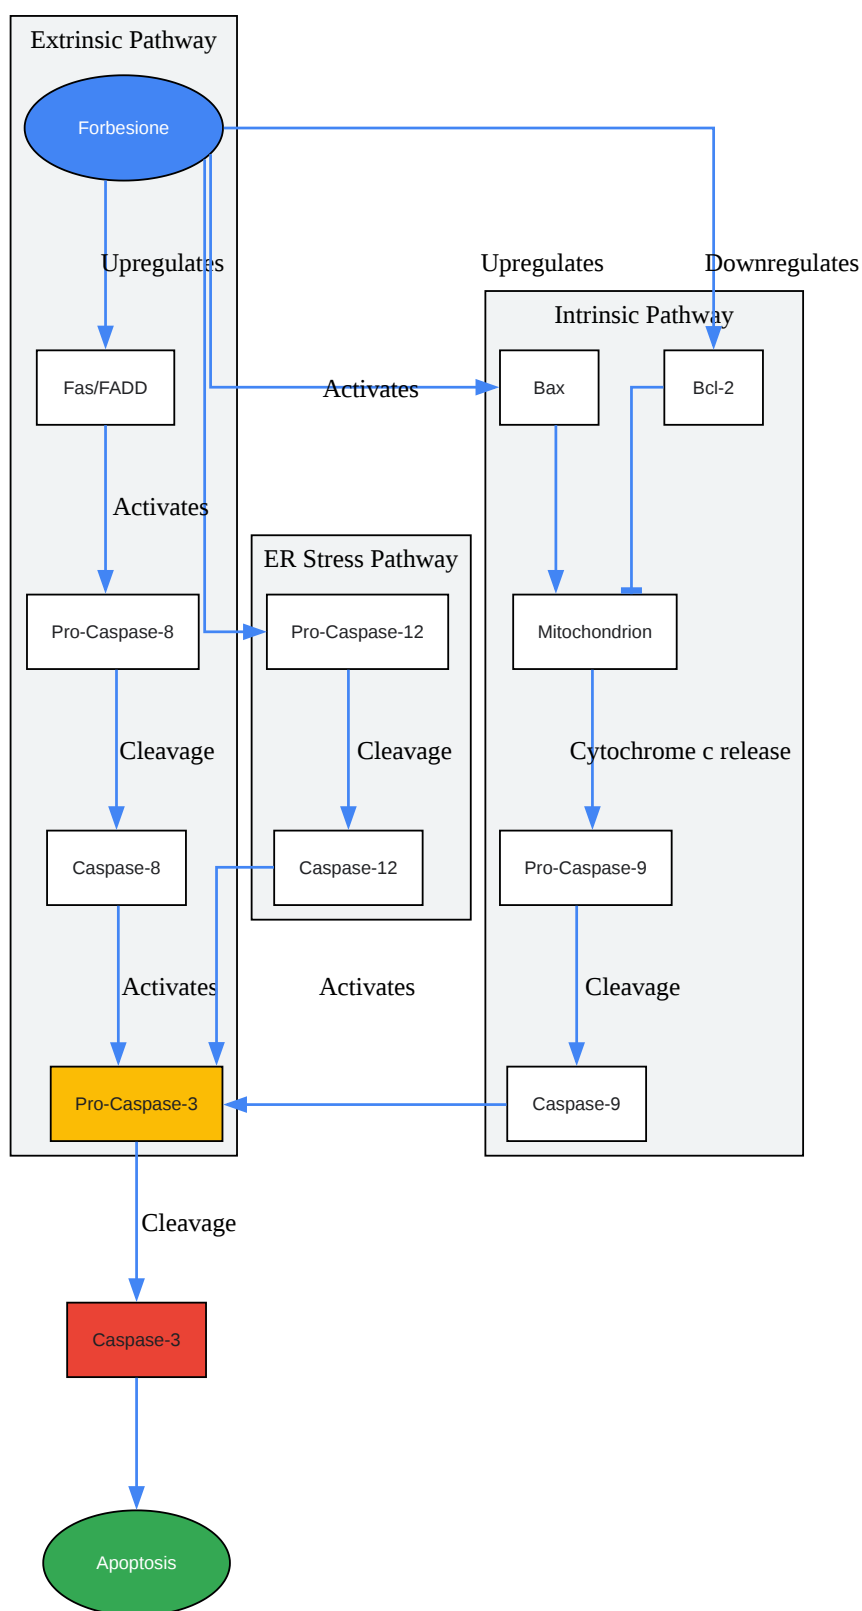 Extrinsic Pathway
Forbesione
Upregulates
Upregulates
Downregulates
Intrinsic Pathway
Fas/FADD
Activates
Bax
Bcl-2
Activates
ER Stress Pathway
Pro-Caspase-8
Pro-Caspase-12
Mitochondrion
Cleavage
Cleavage
Cytochrome c release
Caspase-8
Caspase-12
Pro-Caspase-9
Activates
Activates
Cleavage
Pro-Caspase-3
Caspase-9
Cleavage
Caspase-3
Apoptosis